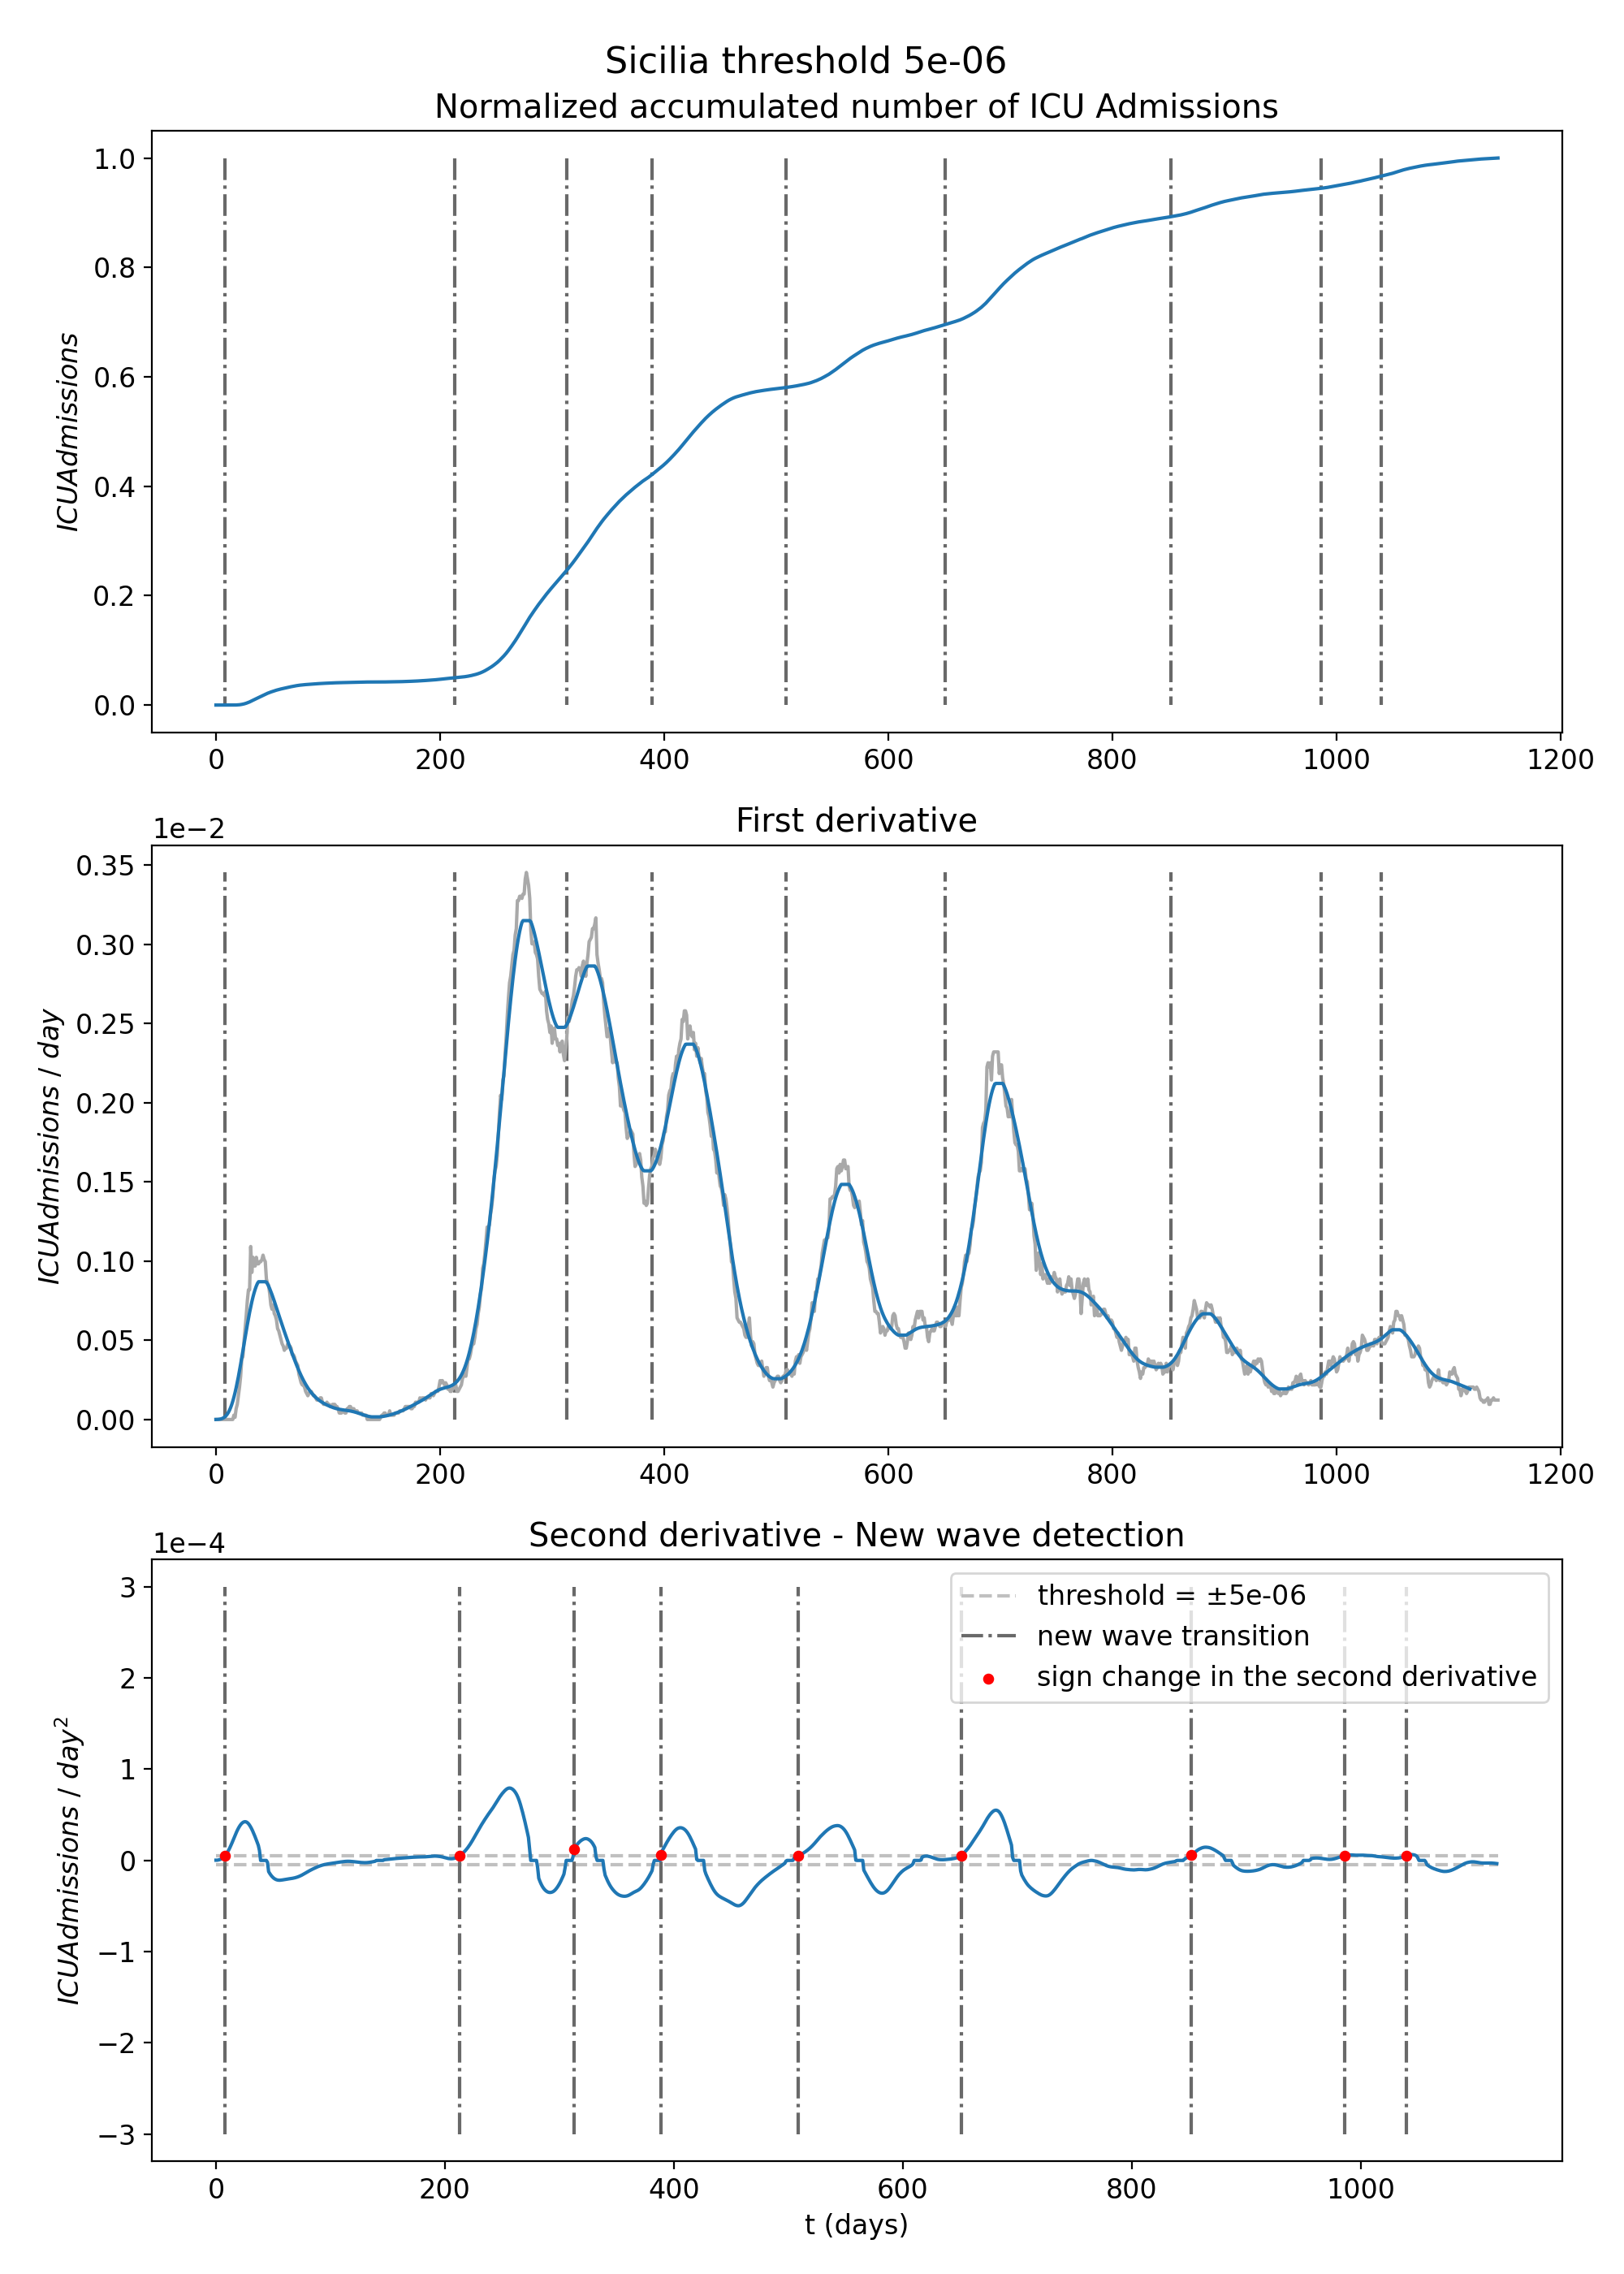 Sicilia threshold 5e-06
Normalized accumulated number of ICU Admissions
1.0
0.8
0.6
0.4
0.2
0.0
ICUAdmissions
0 200 400 600 800 1000 1200
First derivative
1e−2
0.35
0.30
0.25
0.20
0.15
0.10
0.05
0.00
ICUAdmissions / day
0 200 400 600 800 1000 1200
Second derivative - New wave detection
1e−4
3
2
1
0
−1
−2
−3
ICUAdmissions / day²
threshold = ±5e-06
new wave transition
sign change in the second derivative
0 200 400 600 800 1000
t (days)